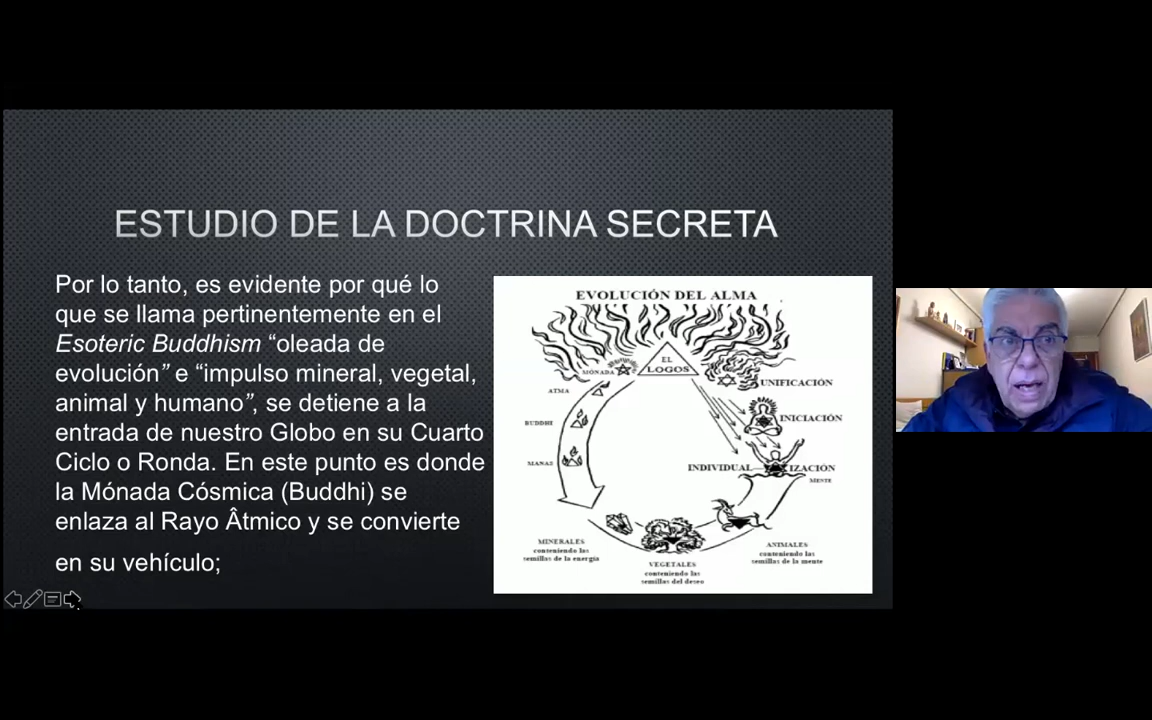 ESTUDIO DE LA DOCTRINA SECRETA
Por lo tanto, es evidente por qué lo
que se llama pertinentemente en el
Esoteric Buddhism “oleada de
evolución” e “impulso mineral, vegetal,
animal y humano”, se detiene a la
entrada de nuestro Globo en su Cuarto
Ciclo o Ronda. En este punto es donde
la Mónada Cósmica (Buddhi) se
enlaza al Rayo Âtmico y se convierte
en su vehículo;
EVOLUCIÓN DEL ALMA
EL
LOGOS
MÓNADA
ATMA
BUDDHI
MANAS
UNIFICACIÓN
INICIACIÓN
INDIVIDUAL IZACIÓN
MENTE
MINERALES
conteniendo las
semillas de la energía
VEGETALES
conteniendo las
semillas del deseo
ANIMALES
conteniendo las
semillas de la mente